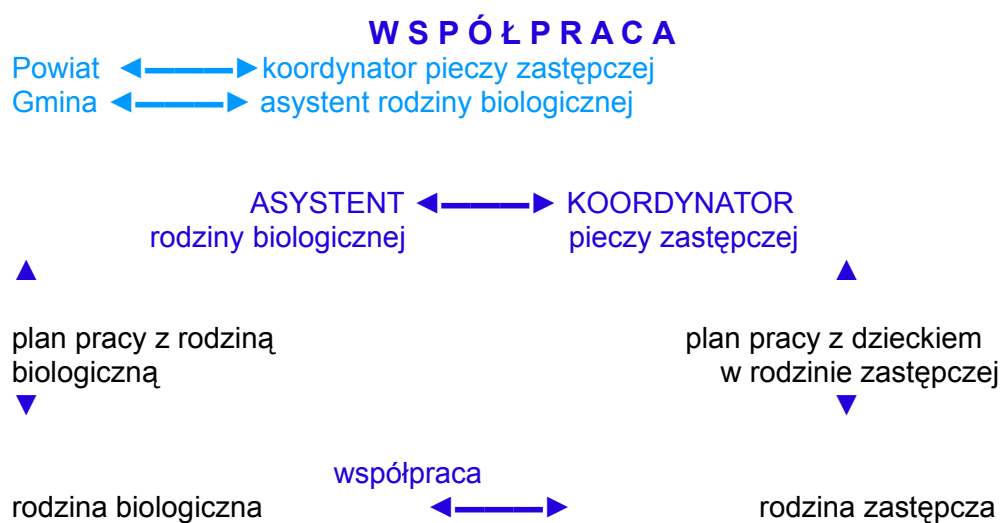 W S P Ó Ł P R A C A
Powiat ◄▬▬▬► koordynator pieczy zastępczej
Gmina ◄▬▬▬► asystent rodziny biologicznej
ASYSTENT ◄▬▬▬► KOORDYNATOR
rodziny biologicznej pieczy zastępczej
▲ ▲
plan pracy z rodziną plan pracy z dzieckiem
biologiczną w rodzinie zastępczej
▼ ▼
współpraca
rodzina biologiczna ◄▬▬▬► rodzina zastępcza